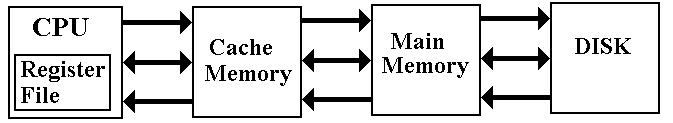 CPU
Register
File
Cache
Memory
Main
Memory
DISK